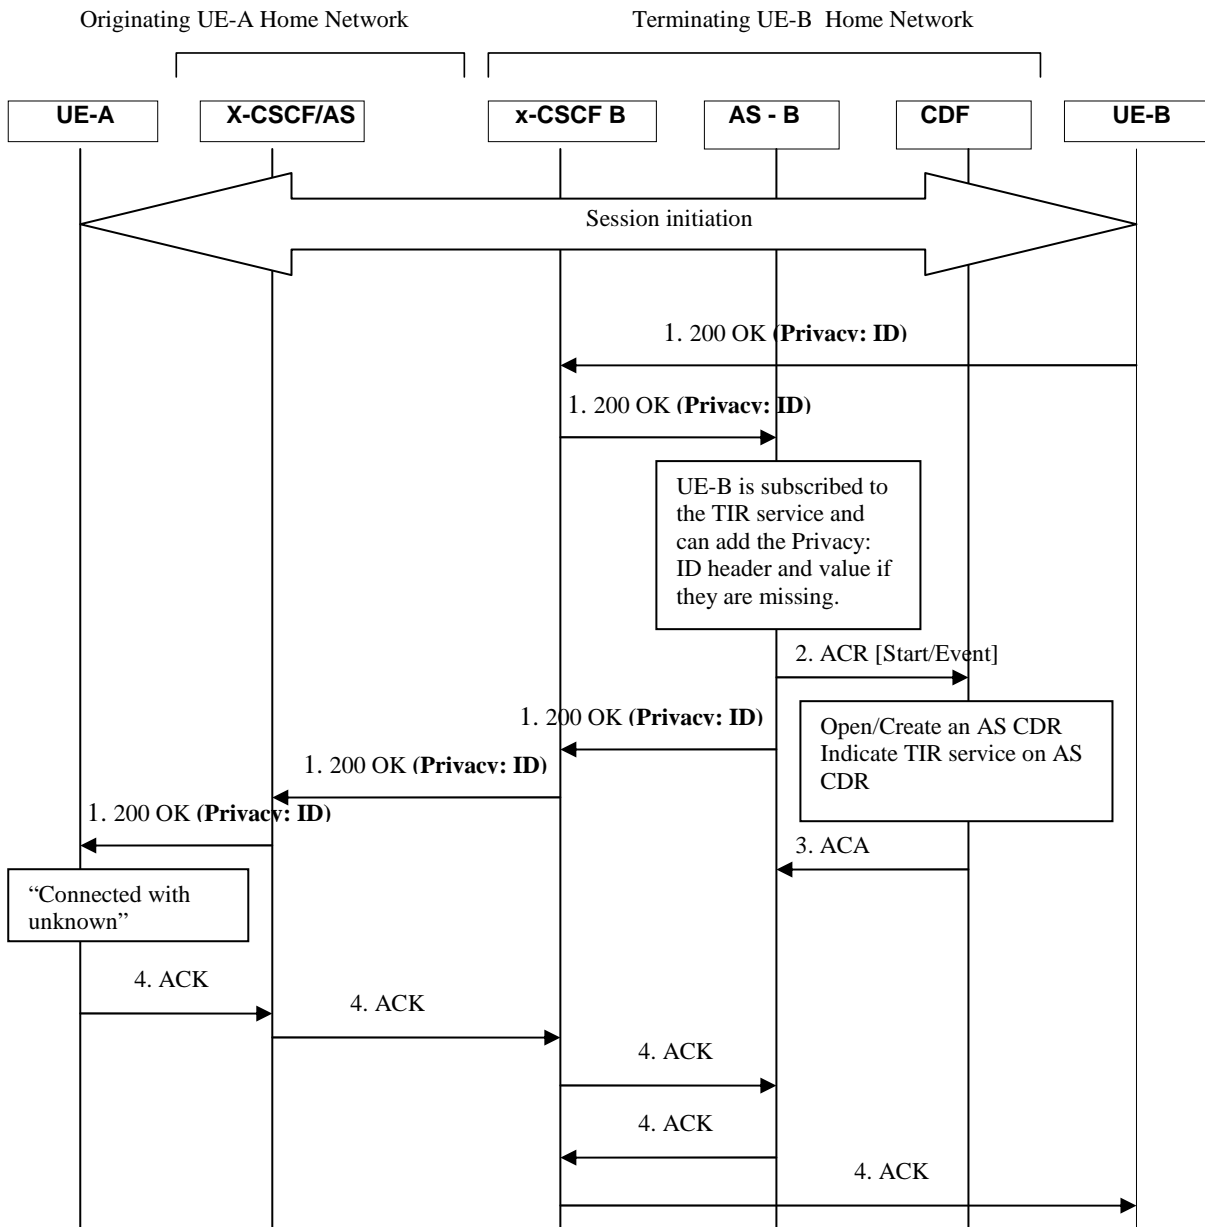 Originating UE-A Home Network
Terminating UE-B Home Network
UE-A
X-CSCF/AS
x-CSCF B
AS - B
CDF
UE-B
Session initiation
1. 200 OK (Privacy: ID)
1. 200 OK (Privacy: ID)
UE-B is subscribed to
the TIR service and
can add the Privacy:
ID header and value if
they are missing.
2. ACR [Start/Event]
1. 200 OK (Privacy: ID)
Open/Create an AS CDR
Indicate TIR service on AS
CDR
1. 200 OK (Privacy: ID)
1. 200 OK (Privacy: ID)
3. ACA
“Connected with
unknown”
4. ACK
4. ACK
4. ACK
4. ACK
4. ACK